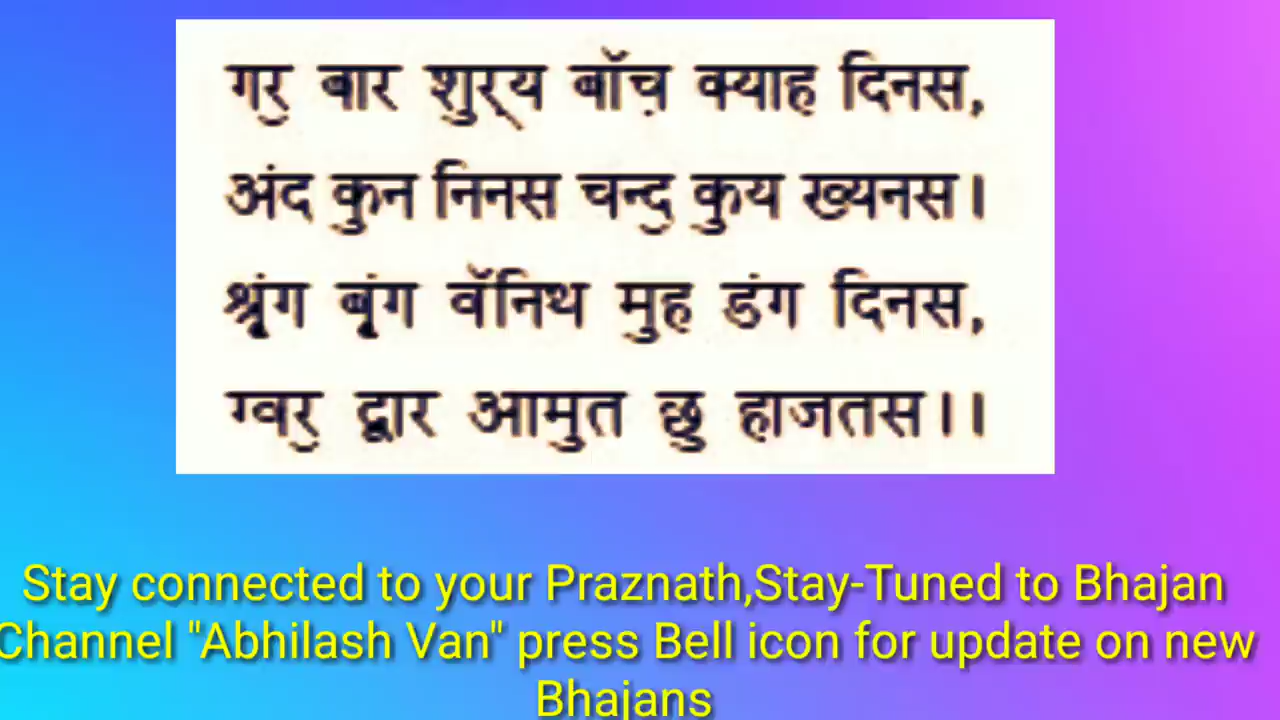 गरॖ बार शुर्‌य बॉच़ क्याह दिनस,
अंद कुन निनस चन्दॖ कुय ख्यनस।
श्रृंग बृंग वॅनिथ मुह डंग दिनस,
ग्वरॖ द्वार आमुत छु हाजतस।।
Stay connected to your Praznath,Stay-Tuned to Bhajan
Channel "Abhilash Van" press Bell icon for update on new
Bhajans